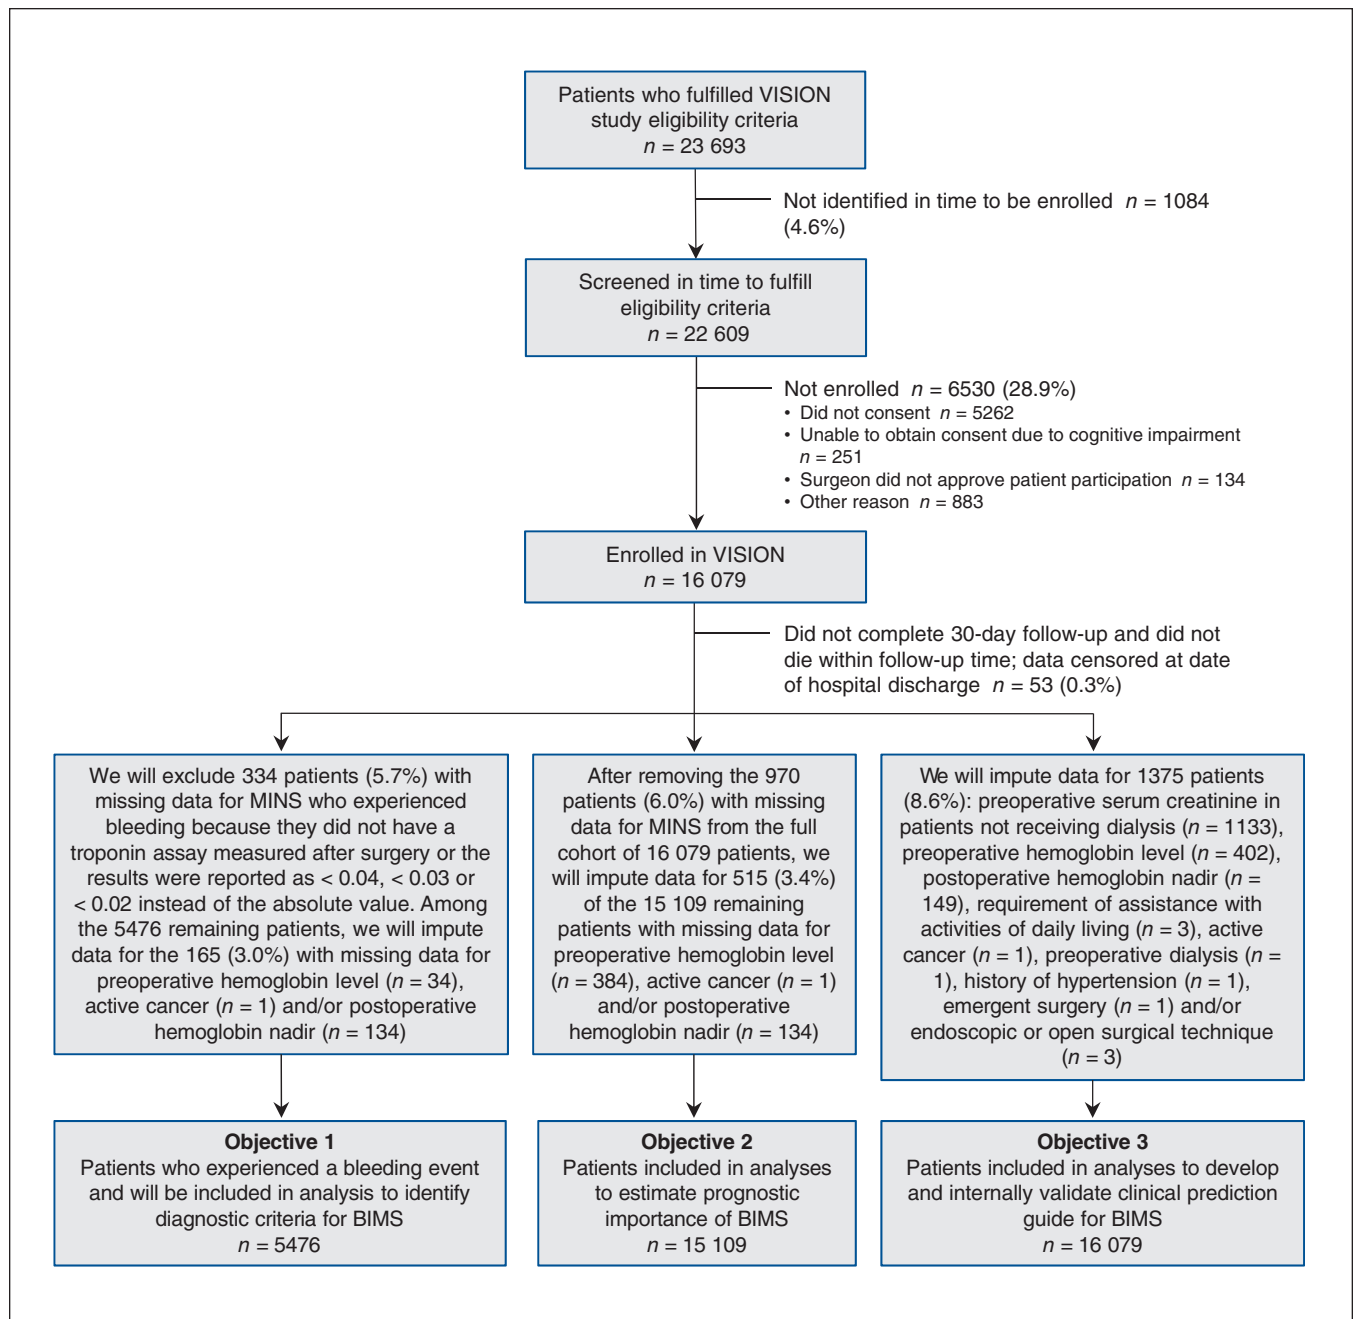 Patients who fulfilled VISION
study eligibility criteria
n = 23 693
Not identified in time to be enrolled n = 1084
(4.6%)
Screened in time to fulfill
eligibility criteria
n = 22 609
Not enrolled n = 6530 (28.9%)
• Did not consent n = 5262
• Unable to obtain consent due to cognitive impairment
n = 251
• Surgeon did not approve patient participation n = 134
• Other reason n = 883
Enrolled in VISION
n = 16 079
Did not complete 30-day follow-up and did not
die within follow-up time; data censored at date
of hospital discharge n = 53 (0.3%)
We will exclude 334 patients (5.7%) with
missing data for MINS who experienced
bleeding because they did not have a
troponin assay measured after surgery or the
results were reported as < 0.04, < 0.03 or
< 0.02 instead of the absolute value. Among
the 5476 remaining patients, we will impute
data for the 165 (3.0%) with missing data for
preoperative hemoglobin level (n = 34),
active cancer (n = 1) and/or postoperative
hemoglobin nadir (n = 134)
After removing the 970
patients (6.0%) with missing
data for MINS from the full
cohort of 16 079 patients, we
will impute data for 515 (3.4%)
of the 15 109 remaining
patients with missing data for
preoperative hemoglobin level
(n = 384), active cancer (n = 1)
and/or postoperative
hemoglobin nadir (n = 134)
We will impute data for 1375 patients
(8.6%): preoperative serum creatinine in
patients not receiving dialysis (n = 1133),
preoperative hemoglobin level (n = 402),
postoperative hemoglobin nadir (n =
149), requirement of assistance with
activities of daily living (n = 3), active
cancer (n = 1), preoperative dialysis (n =
1), history of hypertension (n = 1),
emergent surgery (n = 1) and/or
endoscopic or open surgical technique
(n = 3)
Objective 1
Patients who experienced a bleeding event
and will be included in analysis to identify
diagnostic criteria for BIMS
n = 5476
Objective 2
Patients included in analyses
to estimate prognostic
importance of BIMS
n = 15 109
Objective 3
Patients included in analyses to develop
and internally validate clinical prediction
guide for BIMS
n = 16 079